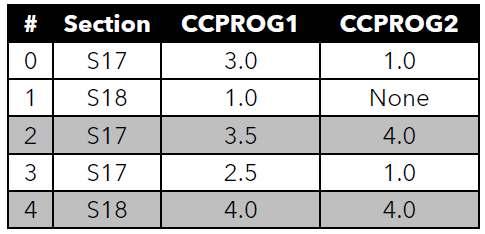 # Section CCPROG1 CCPROG2
0 S17 3.0 1.0
1 S18 1.0 None
2 S17 3.5 4.0
3 S17 2.5 1.0
4 S18 4.0 4.0